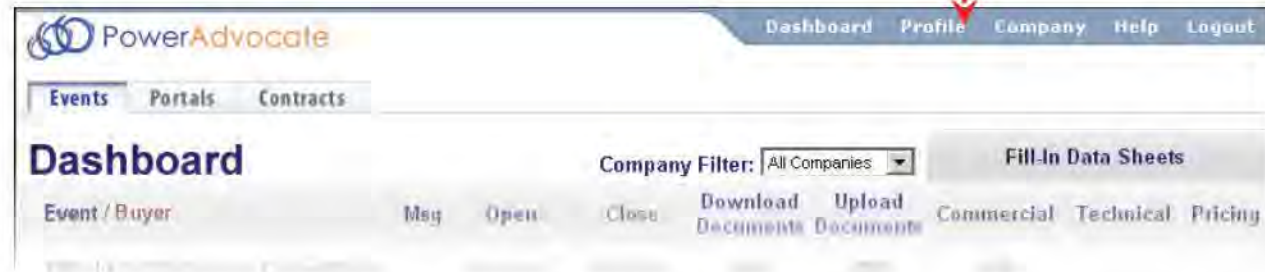 PowerAdvocate
Dashboard Profile Company Help Logout
Events Portals Contracts
Dashboard
Company Filter: All Companies
Fill-In Data Sheets
Event / Buyer Msg Open Close Download Documents Upload Documents Commercial Technical Pricing